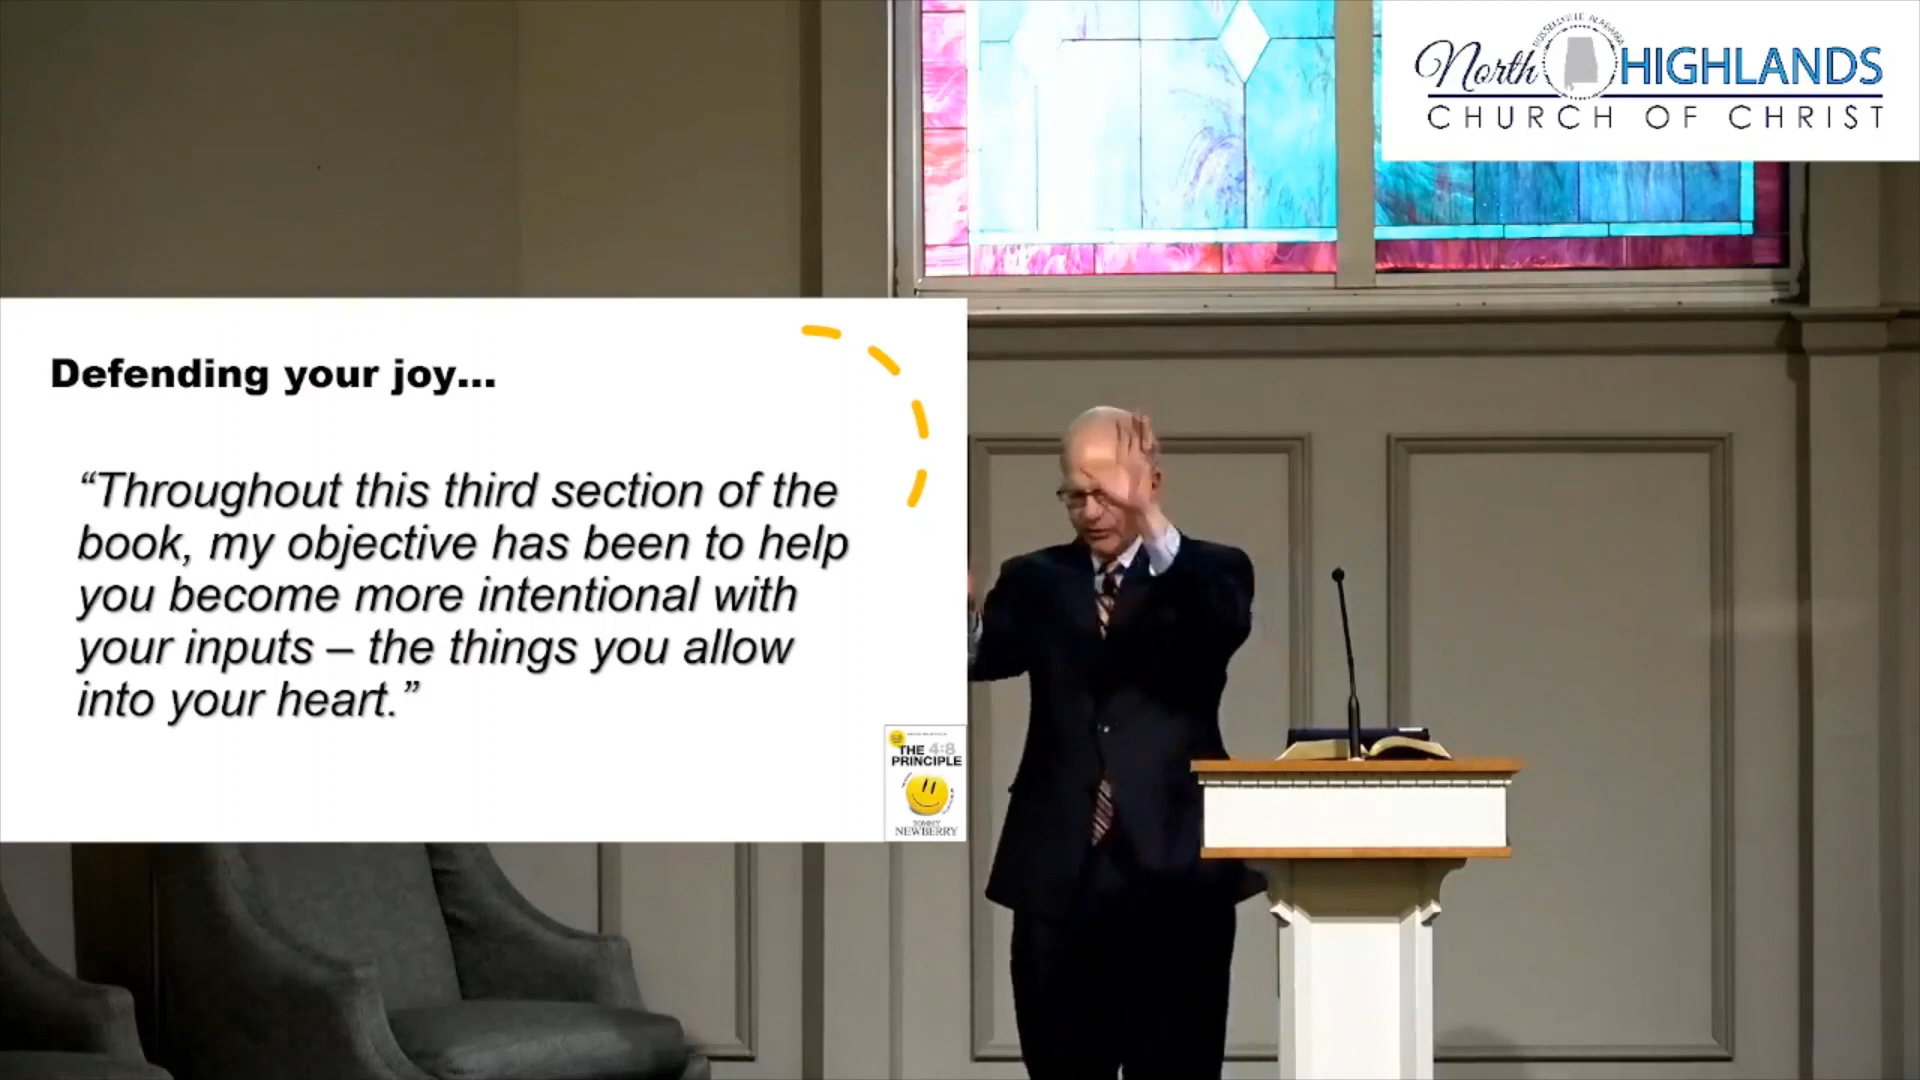 RUSSELLVILLE, ALABAMA
North HIGHLANDS
CHURCH OF CHRIST
Defending your joy...
“Throughout this third section of the
book, my objective has been to help
you become more intentional with
your inputs – the things you allow
into your heart.”
THE 4:8
PRINCIPLE
TOMMY
NEWBERRY